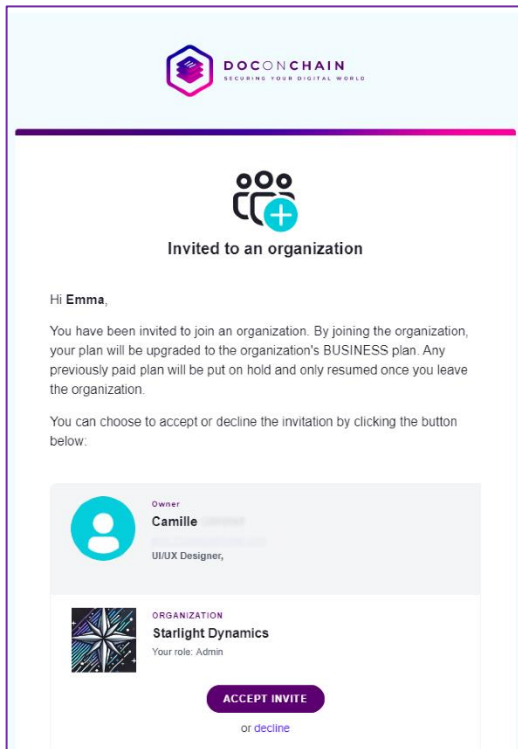 DOCONCHAIN
SECURING YOUR DIGITAL WORLD
Invited to an organization
Hi Emma,
You have been invited to join an organization. By joining the organization,
your plan will be upgraded to the organization's BUSINESS plan. Any
previously paid plan will be put on hold and only resumed once you leave
the organization.
You can choose to accept or decline the invitation by clicking the button
below:
Owner
Camille
UI/UX Designer,
ORGANIZATION
Starlight Dynamics
Your role: Admin
ACCEPT INVITE
or decline